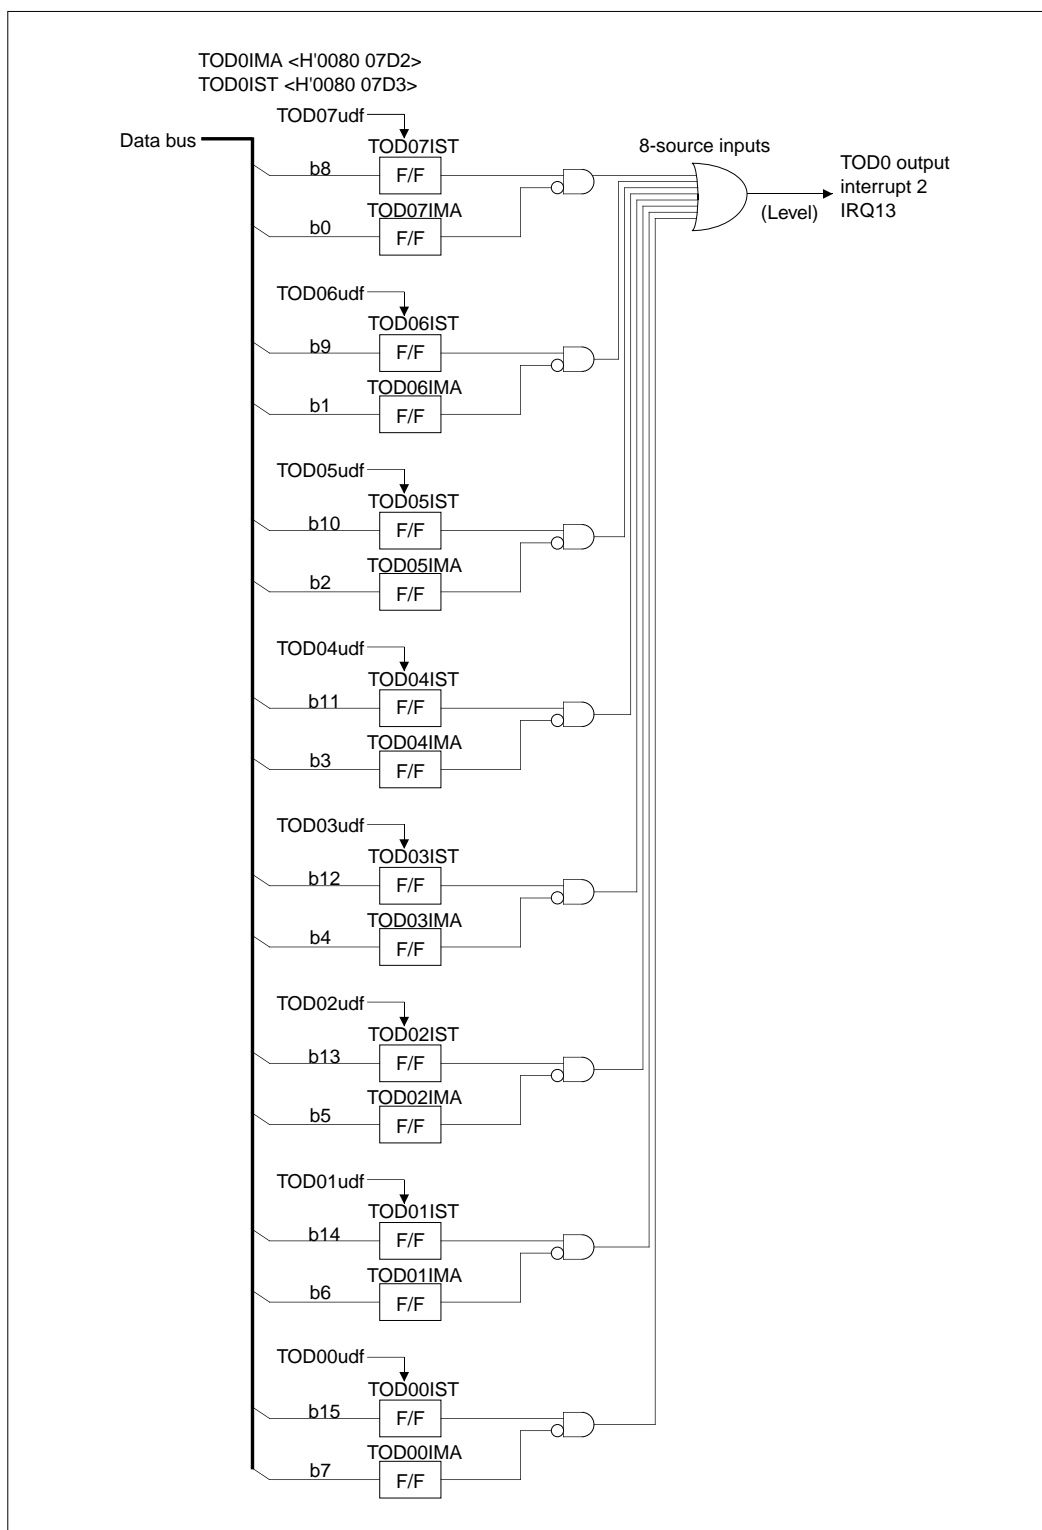 TOD0IMA <H'0080 07D2>
TOD0IST <H'0080 07D3>
Data bus
TOD07udf
TOD07IST
b8
F/F
TOD07IMA
b0
F/F
8-source inputs
(Level)
TOD0 output
interrupt 2
IRQ13
TOD06udf
TOD06IST
b9
F/F
TOD06IMA
b1
F/F
TOD05udf
TOD05IST
b10
F/F
TOD05IMA
b2
F/F
TOD04udf
TOD04IST
b11
F/F
TOD04IMA
b3
F/F
TOD03udf
TOD03IST
b12
F/F
TOD03IMA
b4
F/F
TOD02udf
TOD02IST
b13
F/F
TOD02IMA
b5
F/F
TOD01udf
TOD01IST
b14
F/F
TOD01IMA
b6
F/F
TOD00udf
TOD00IST
b15
F/F
TOD00IMA
b7
F/F